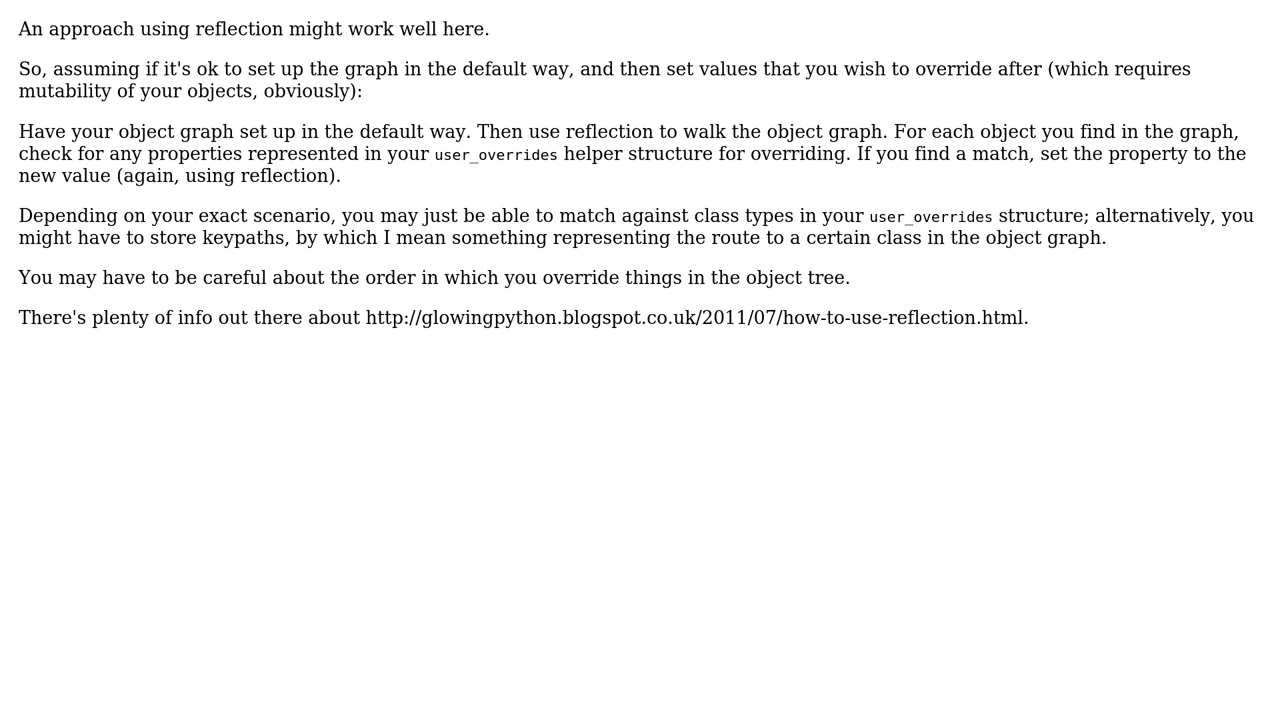 An approach using reflection might work well here.
So, assuming if it's ok to set up the graph in the default way, and then set values that you wish to override after (which requires
mutability of your objects, obviously):
Have your object graph set up in the default way. Then use reflection to walk the object graph. For each object you find in the graph,
check for any properties represented in your user_overrides helper structure for overriding. If you find a match, set the property to the
new value (again, using reflection).
Depending on your exact scenario, you may just be able to match against class types in your user_overrides structure; alternatively, you
might have to store keypaths, by which I mean something representing the route to a certain class in the object graph.
You may have to be careful about the order in which you override things in the object tree.
There's plenty of info out there about http://glowingpython.blogspot.co.uk/2011/07/how-to-use-reflection.html.